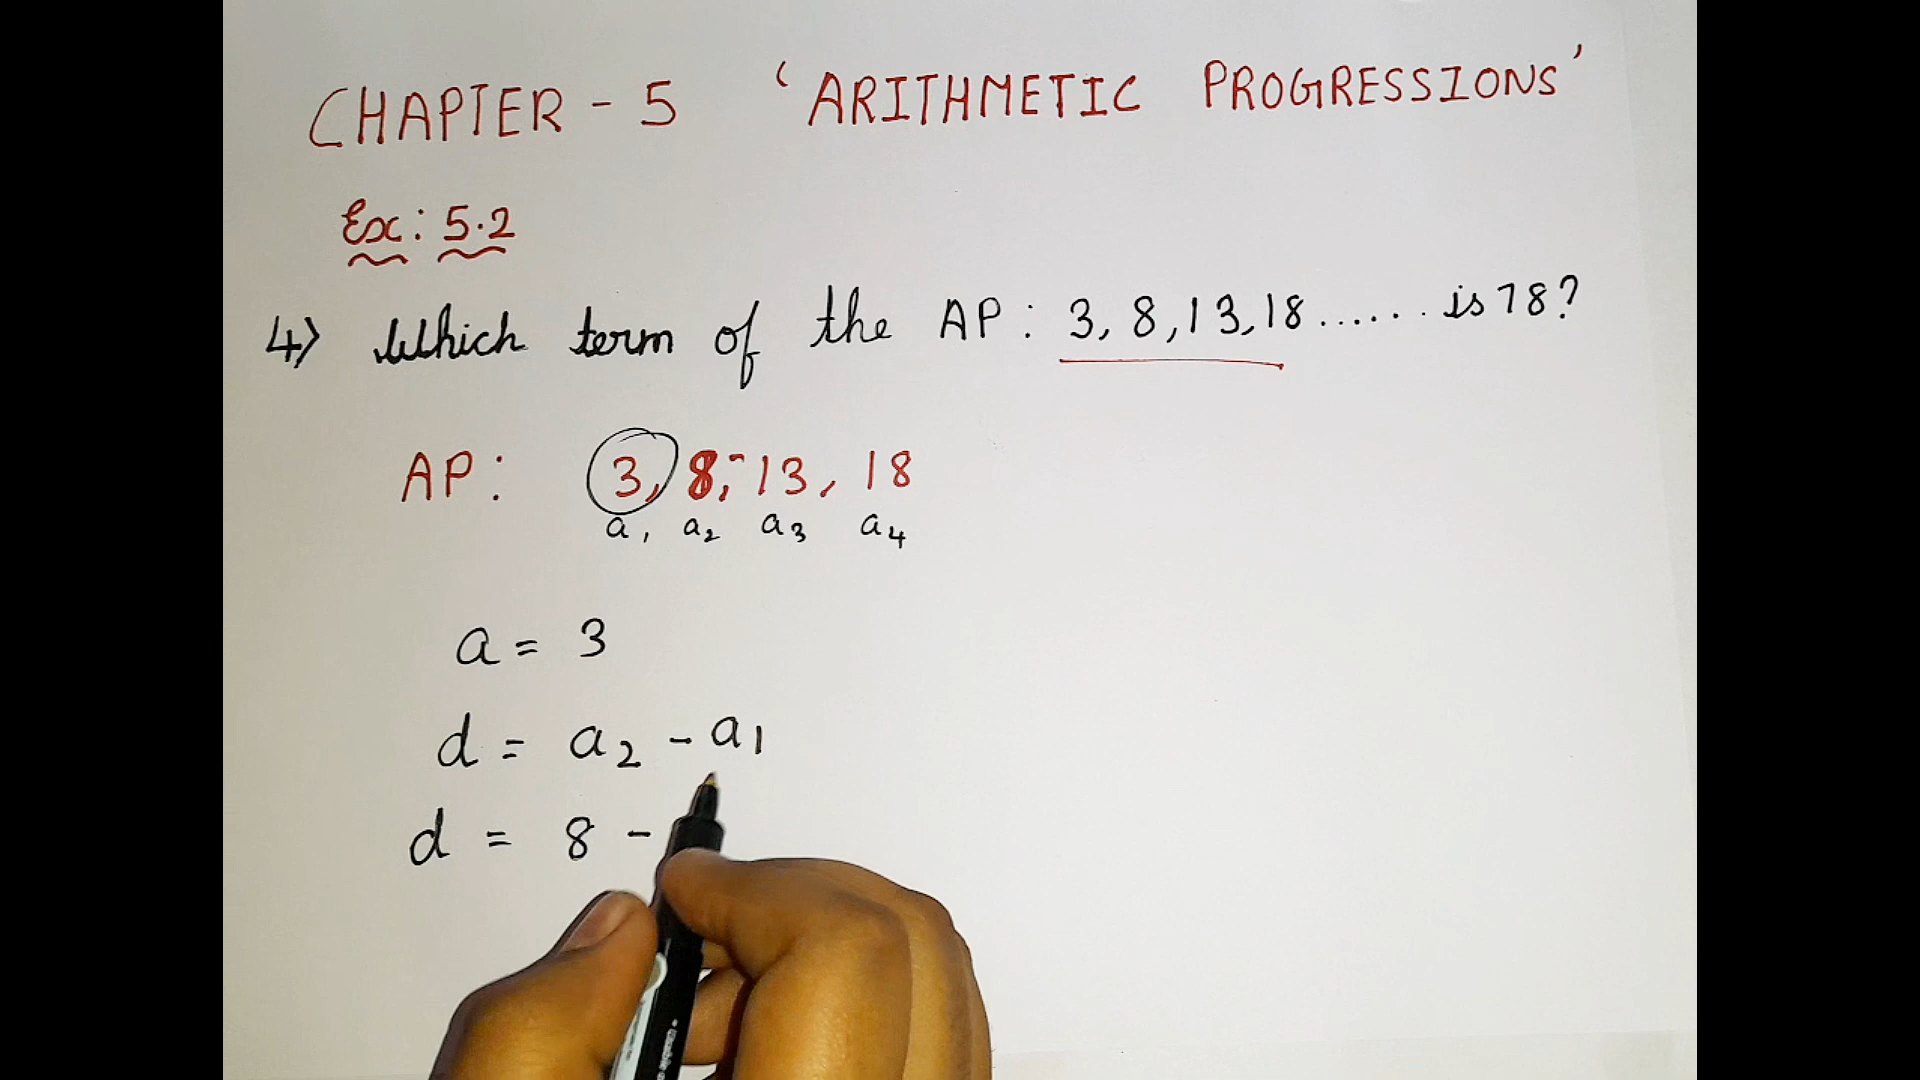 CHAPTER - 5 'ARITHMETIC PROGRESSIONS'
Ex: 5.2
4) Which term of the AP: 3, 8, 13, 18...... is 78?
AP: 3, 8, 13, 18
a1 a2 a3 a4
a = 3
d = a2 - a1
d = 8 -